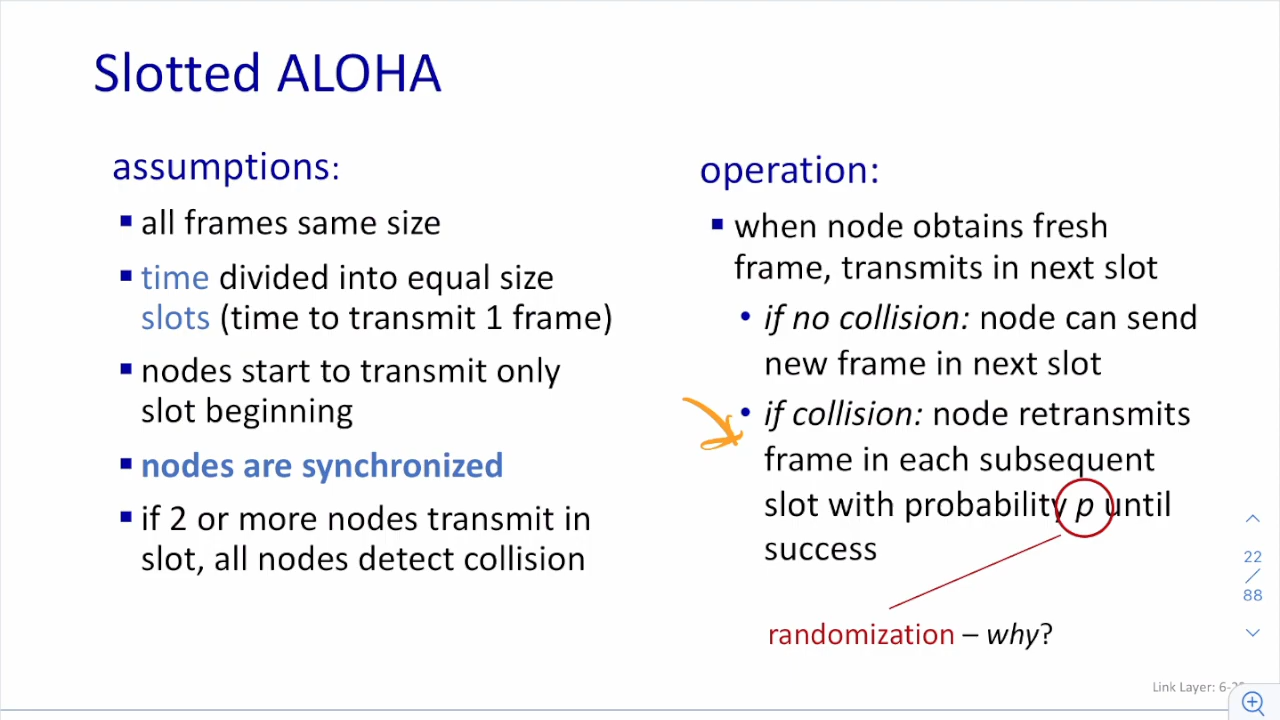 Slotted ALOHA
assumptions:
▪ all frames same size
▪ time divided into equal size
slots (time to transmit 1 frame)
▪ nodes start to transmit only
slot beginning
▪ nodes are synchronized
▪ if 2 or more nodes transmit in
slot, all nodes detect collision
operation:
▪ when node obtains fresh
frame, transmits in next slot
• if no collision: node can send
new frame in next slot
• if collision: node retransmits
frame in each subsequent
slot with probability p until
success
randomization – why?
22
/
88
Link Layer: 6-